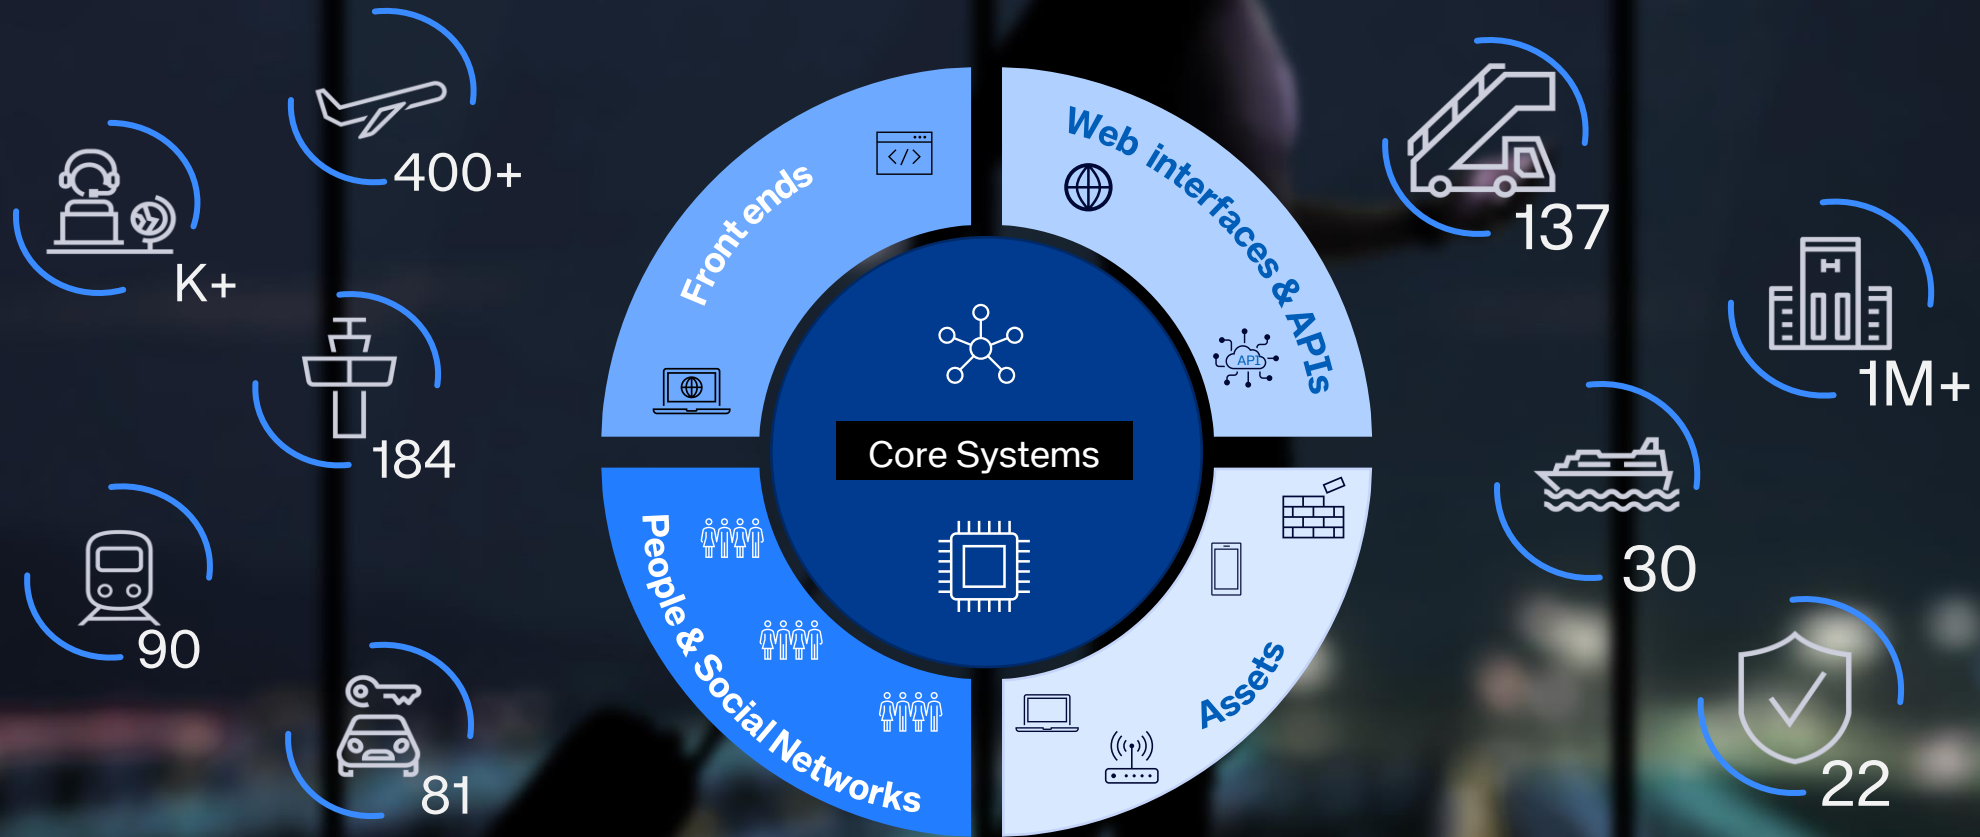 400+
K+
184
90
81
Front ends
</>
Web interfaces & APIs
API
Core Systems
People & Social Networks
Assets
137
H
1M+
30
22